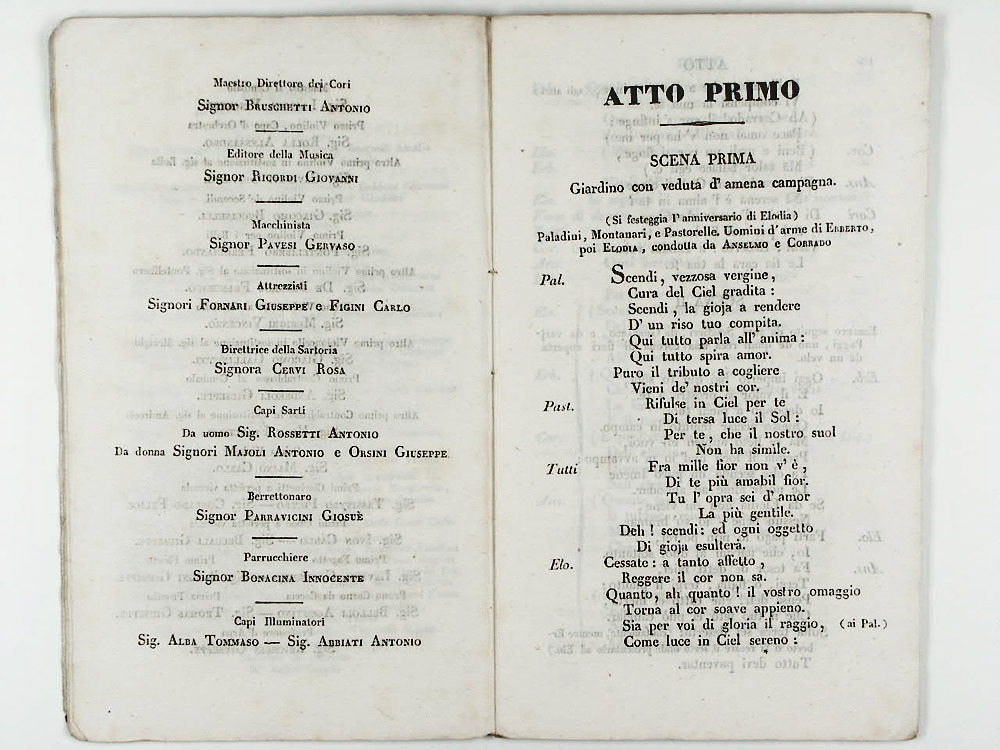 Maestro Direttore dei Cori
Signor Bruschetti Antonio
Editore della Musica
Signor Ricordi Giovanni
Macchinista
Signor Pavesi Gervaso
Attrezzisti
Signori Fornari Giuseppe e Figini Carlo
Direttrice della Sartoria
Signora Cervi Rosa
Capi Sarti
Da uomo Sig. Rossetti Antonio
Da donna Signori Majoli Antonio e Orsini Giuseppe
Berrettonaro
Signor Parravicini Giosuè
Parrucchiere
Signor Bonacina Innocente
Capi Illuminatori
Sig. Alba Tommaso — Sig. Abbiati Antonio
ATTO PRIMO
SCENA PRIMA
Giardino con veduta d' amena campagna.
(Si festeggia l' anniversario di Elodia)
Paladini, Montanari, e Pastorelle. Uomini d' arme di Erberto,
poi Elodia, condotta da Anselmo e Corrado
Pal. Scendi, vezzosa vergine,
Cura del Ciel gradita :
Scendi, la gioja a rendere
D' un riso tuo compita.
Qui tutto parla all' anima :
Qui tutto spira amor.
Puro il tributo a cogliere
Vieni de' nostri cor.
Past. Rifulse in Ciel per te
Di tersa luce il Sol :
Per te, che il nostro suol
Non ha simile.
Tutti Fra mille fior non v' è,
Di te più amabil fior.
Tu l' opra sei d' amor
La più gentile.
Deh ! scendi : ed ogni oggetto
Di gioja esulterà.
Elo. Cessate : a tanto affetto,
Reggere il cor non sa.
Quanto, ah quanto ! il vostro omaggio
Torna al cor soave appieno.
Sia per voi di gloria il raggio, (ai Pal.)
Come luce in Ciel sereno :